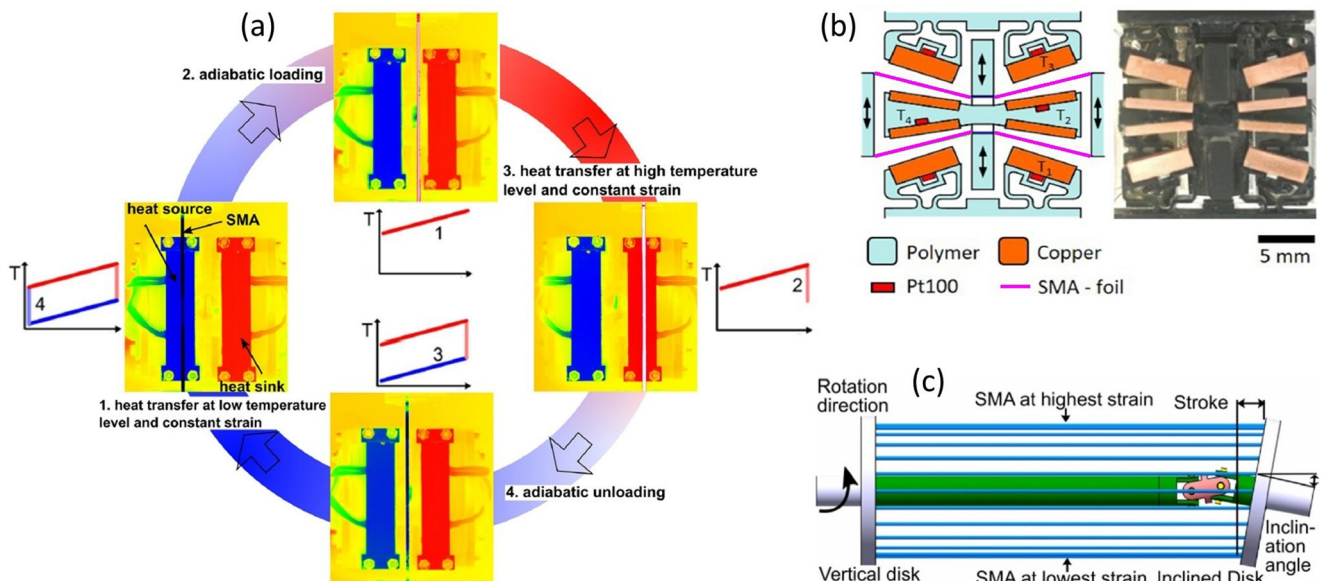 (a)
2. adiabatic loading
3. heat transfer at high temperature
level and constant strain
heat source
SMA
heat sink
1. heat transfer at low temperature
level and constant strain
4. adiabatic unloading
T
4
T
1
T
3
T
2
(b)
T3
T4
T2
T1
Polymer
Copper
Pt100
SMA - foil
5 mm
(c)
Rotation
direction
SMA at highest strain
Stroke
Inclin-
ation
angle
Vertical disk
SMA at lowest strain
Inclined Disk